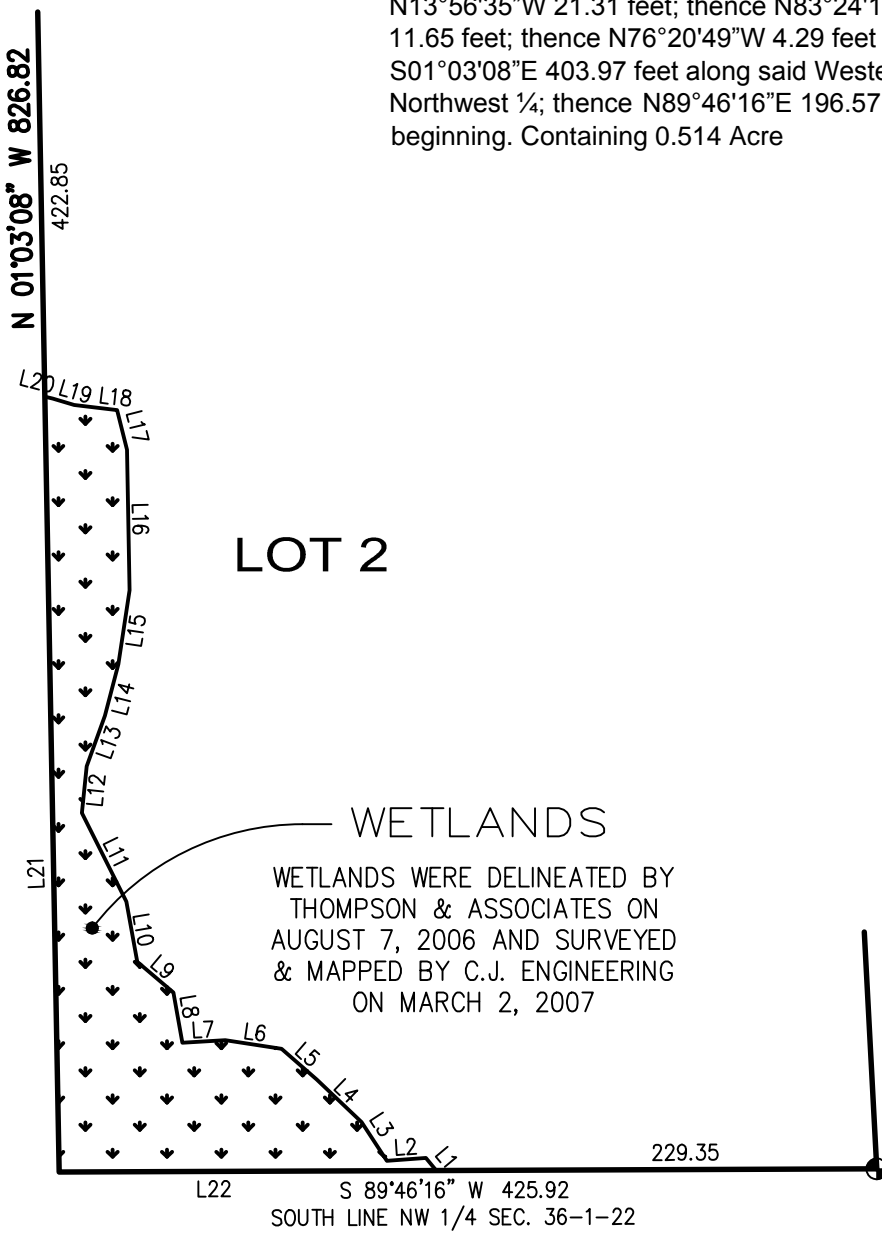 N13°56'35”W 21.31 feet; thence N83°24'1
11.65 feet; thence N76°20'49”W 4.29 feet
S01°03'08”E 403.97 feet along said Weste
Northwest ¼; thence N89°46'16”E 196.57
beginning. Containing 0.514 Acre
N 01°03'08" W 826.82
422.85
L20
L19
L18
L17
L16
LOT 2
L15
L14
L13
L12
L11
L21
WETLANDS
WETLANDS WERE DELINEATED BY
THOMPSON & ASSOCIATES ON
AUGUST 7, 2006 AND SURVEYED
& MAPPED BY C.J. ENGINEERING
ON MARCH 2, 2007
L10
L9
L8
L7
L6
L5
L4
L3
L2
L1
229.35
L22
S 89°46'16" W 425.92
SOUTH LINE NW 1/4 SEC. 36-1-22